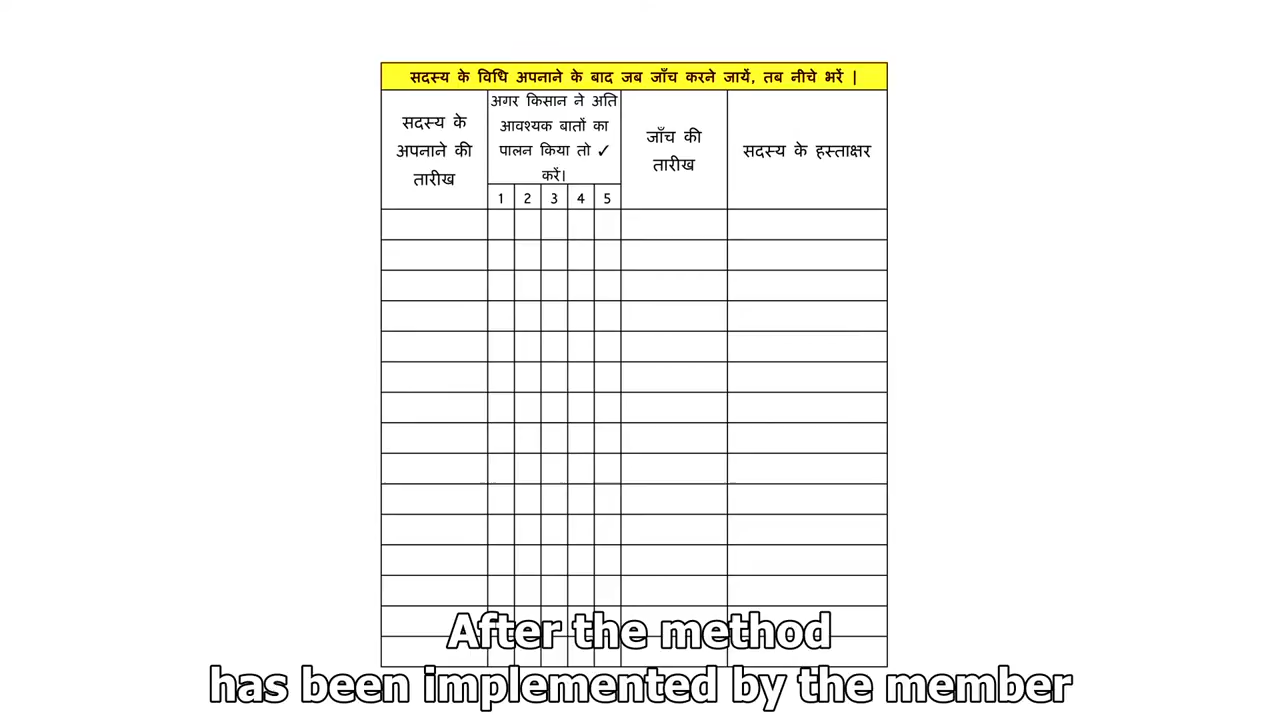 सदस्य के विधि अपनाने के बाद जब जाँच करने जायें, तब नीचे भरें |
सदस्य के
अपनाने की
तारीख
अगर किसान ने अति
आवश्यक बातों का
पालन किया तो ✓
करें।
1 2 3 4 5
जाँच की
तारीख
सदस्य के हस्ताक्षर
After the method
has been implemented by the member